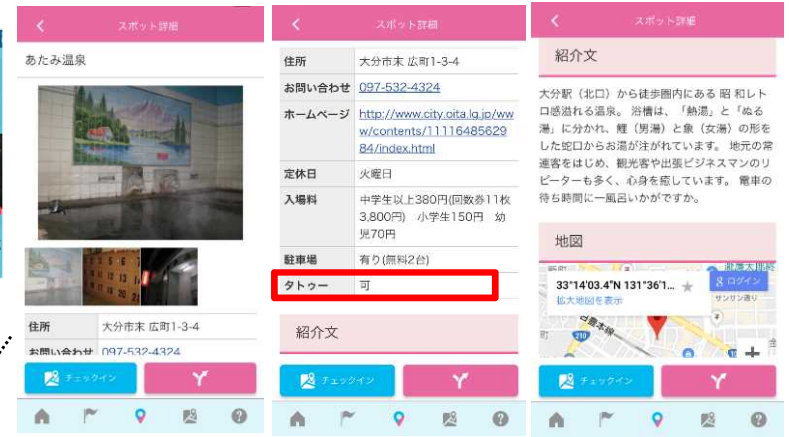 スポット詳細
あたみ温泉
住所 大分市末 広町1-3-4
お問い合わせ 097-532-4324
チェックイン
スポット詳細
住所 大分市末 広町1-3-4
お問い合わせ 097-532-4324
ホームページ http://www.city.oita.lg.jp/ww
w/contents/11116485629
84/index.html
定休日 火曜日
入場料 中学生以上380円(回数券11枚
3,800円) 小学生150円 幼
児70円
駐車場 有り(無料2台)
タトゥー 可
紹介文
チェックイン
スポット詳細
紹介文
大分駅（北口）から徒歩圏内にある 昭 和レト
ロ感溢れる温泉。 浴槽は、「熱湯」と「ぬる
湯」に分かれ、鯉（男湯）と象（女湯）の形を
した蛇口からお湯が注がれています。 地元の常
連客をはじめ、観光客や出張ビジネスマンのリ
ピーターも多く、心身を癒しています。 電車の
待ち時間に一風呂いかがですか。
地図
33°14'03.4"N 131°36'1...
拡大地図を表示
ログイン
サンサン通り
日豊本線
210
チェックイン